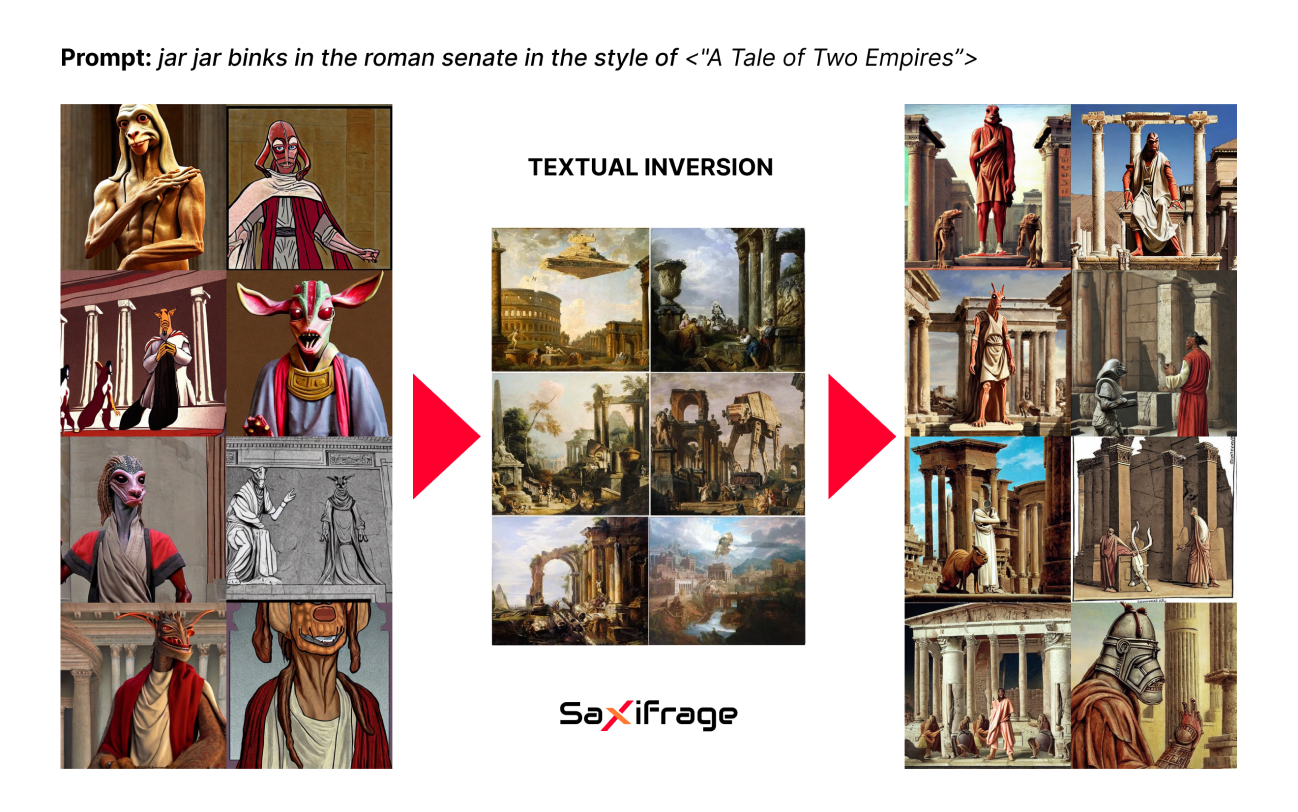 Prompt: jar jar binks in the roman senate in the style of <"A Tale of Two Empires”>
TEXTUAL INVERSION
SaXifrage